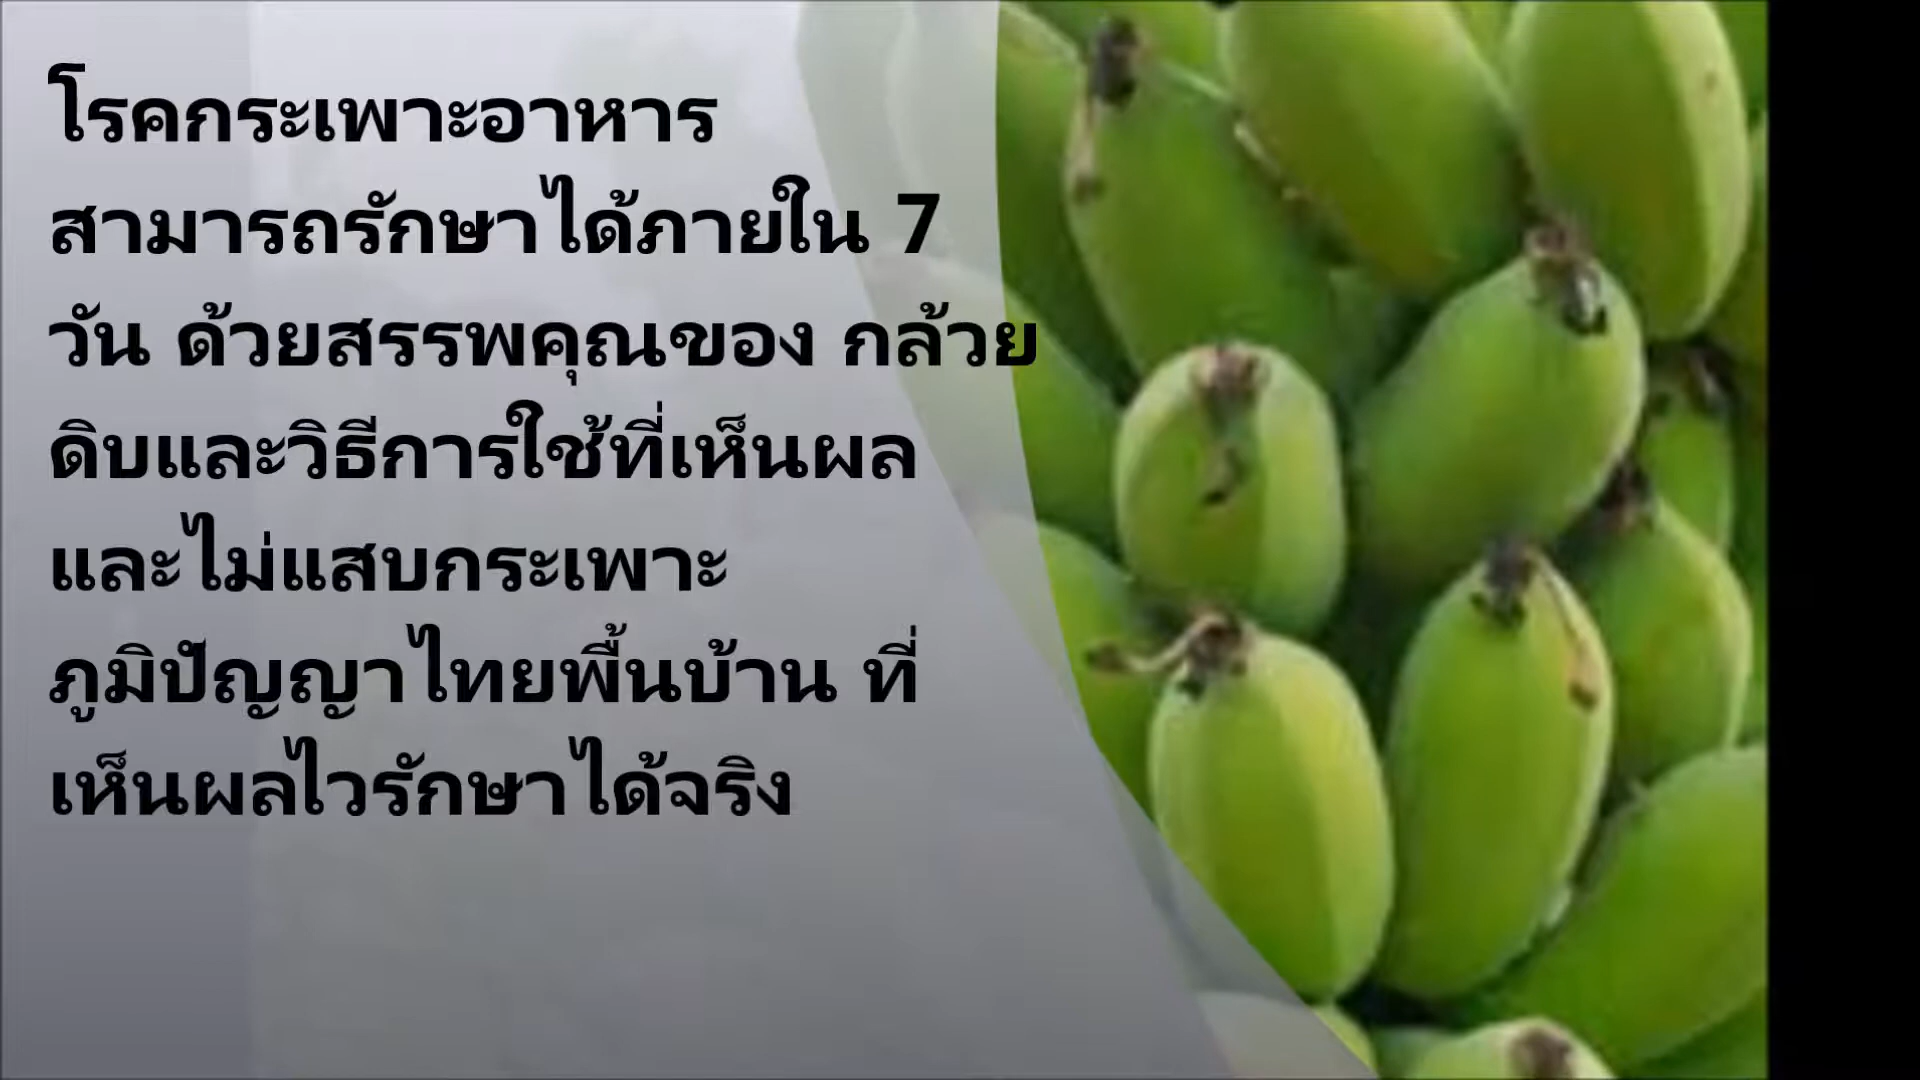 โรคกระเพาะอาหาร
สามารถรักษาได้ภายใน 7
วัน ด้วยสรรพคุณของ กล้วย
ดิบและวิธีการใช้ที่เห็นผล
และไม่แสบกระเพาะ
ภูมิปัญญาไทยพื้นบ้าน ที่
เห็นผลไวรักษาได้จริง